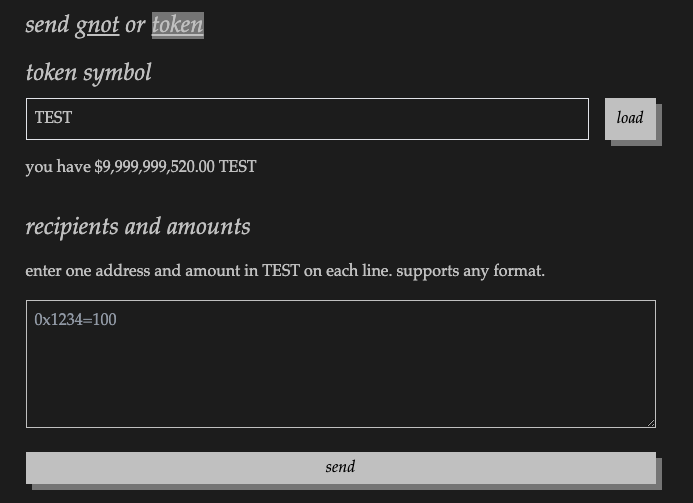 send gnot or token
token symbol
TEST
load
you have $9,999,999,520.00 TEST
recipients and amounts
enter one address and amount in TEST on each line. supports any format.
0x1234=100
send